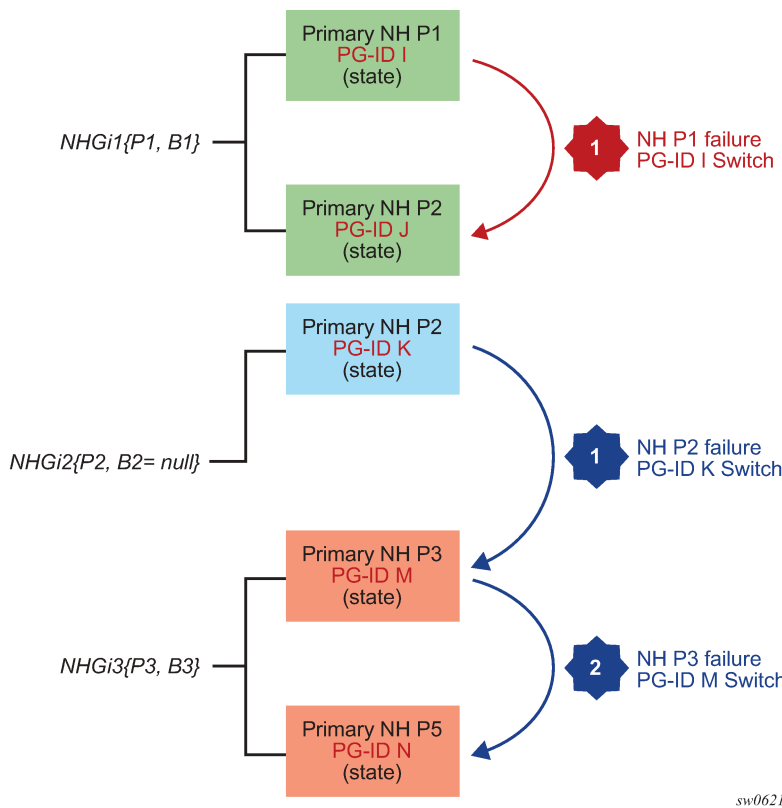 Primary NH P1
PG-ID I
(state)
NHGi1{P1, B1}
1
NH P1 failure
PG-ID I Switch
Primary NH P2
PG-ID J
(state)
Primary NH P2
PG-ID K
(state)
NHGi2{P2, B2= null}
1
NH P2 failure
PG-ID K Switch
Primary NH P3
PG-ID M
(state)
NHGi3{P3, B3}
2
NH P3 failure
PG-ID M Switch
Primary NH P5
PG-ID N
(state)
sw0621